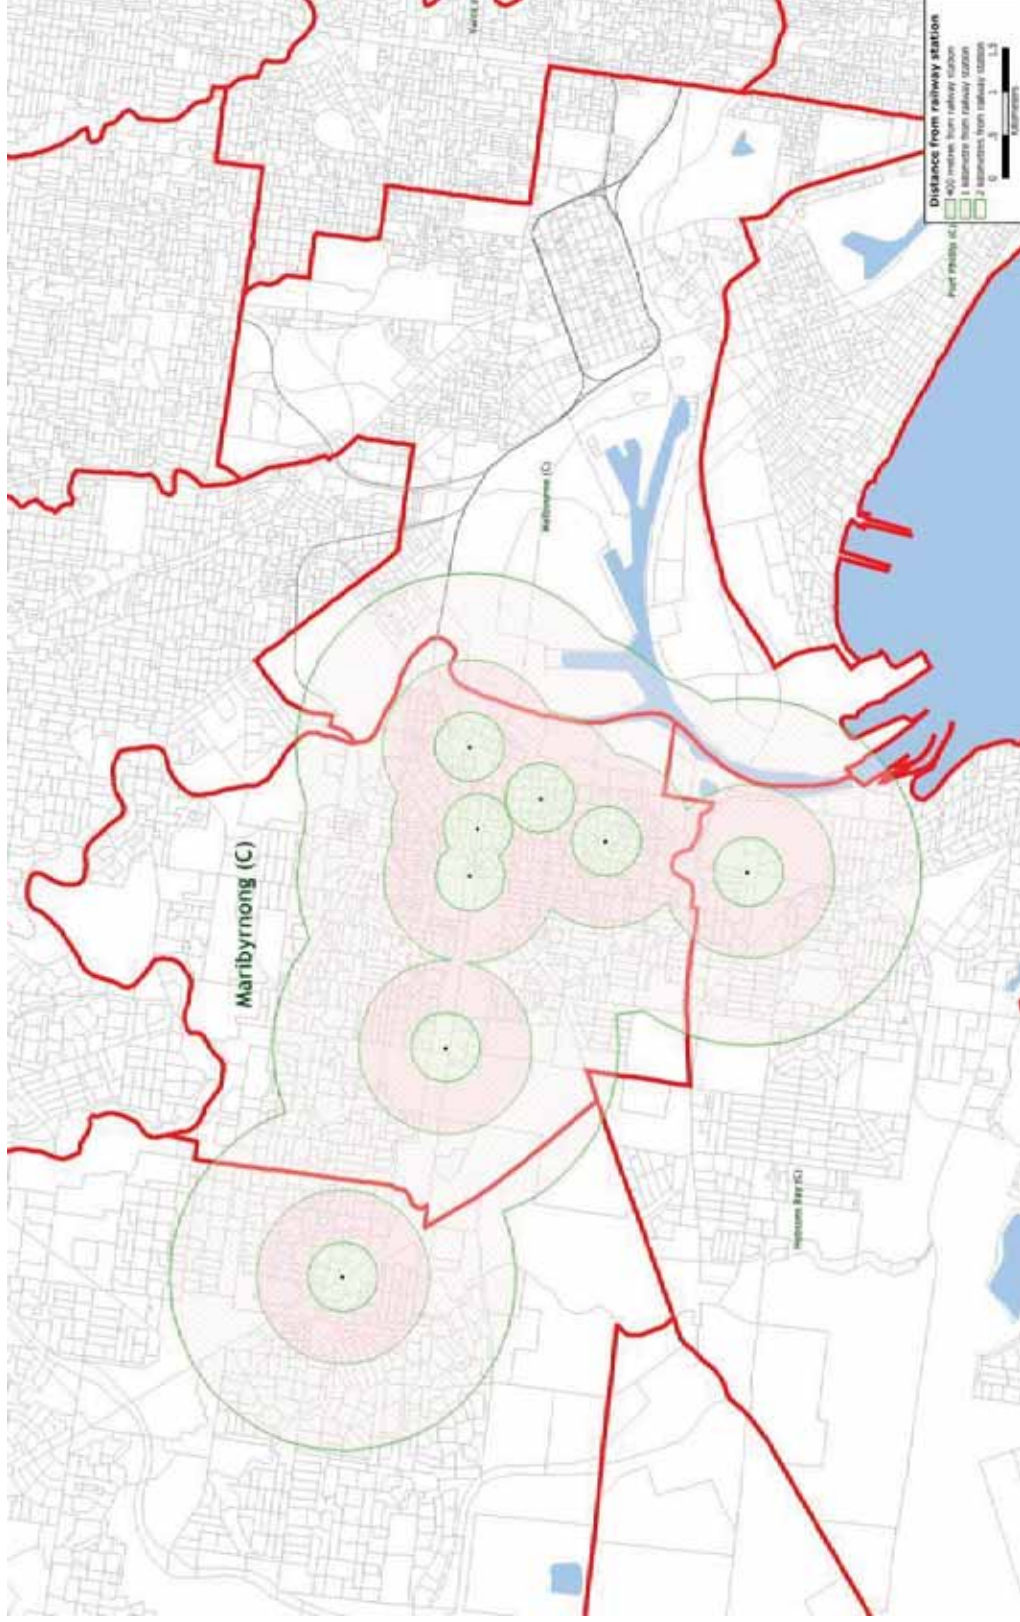 Maribyrnong (C)
Melbourne (C)
Hobsons Bay (C)
Port Phillip (C)
Distance from railway station
400 metres from railway station
1 kilometre from railway station
2 kilometres from railway station
0 .5 1 1.5
Kilometers